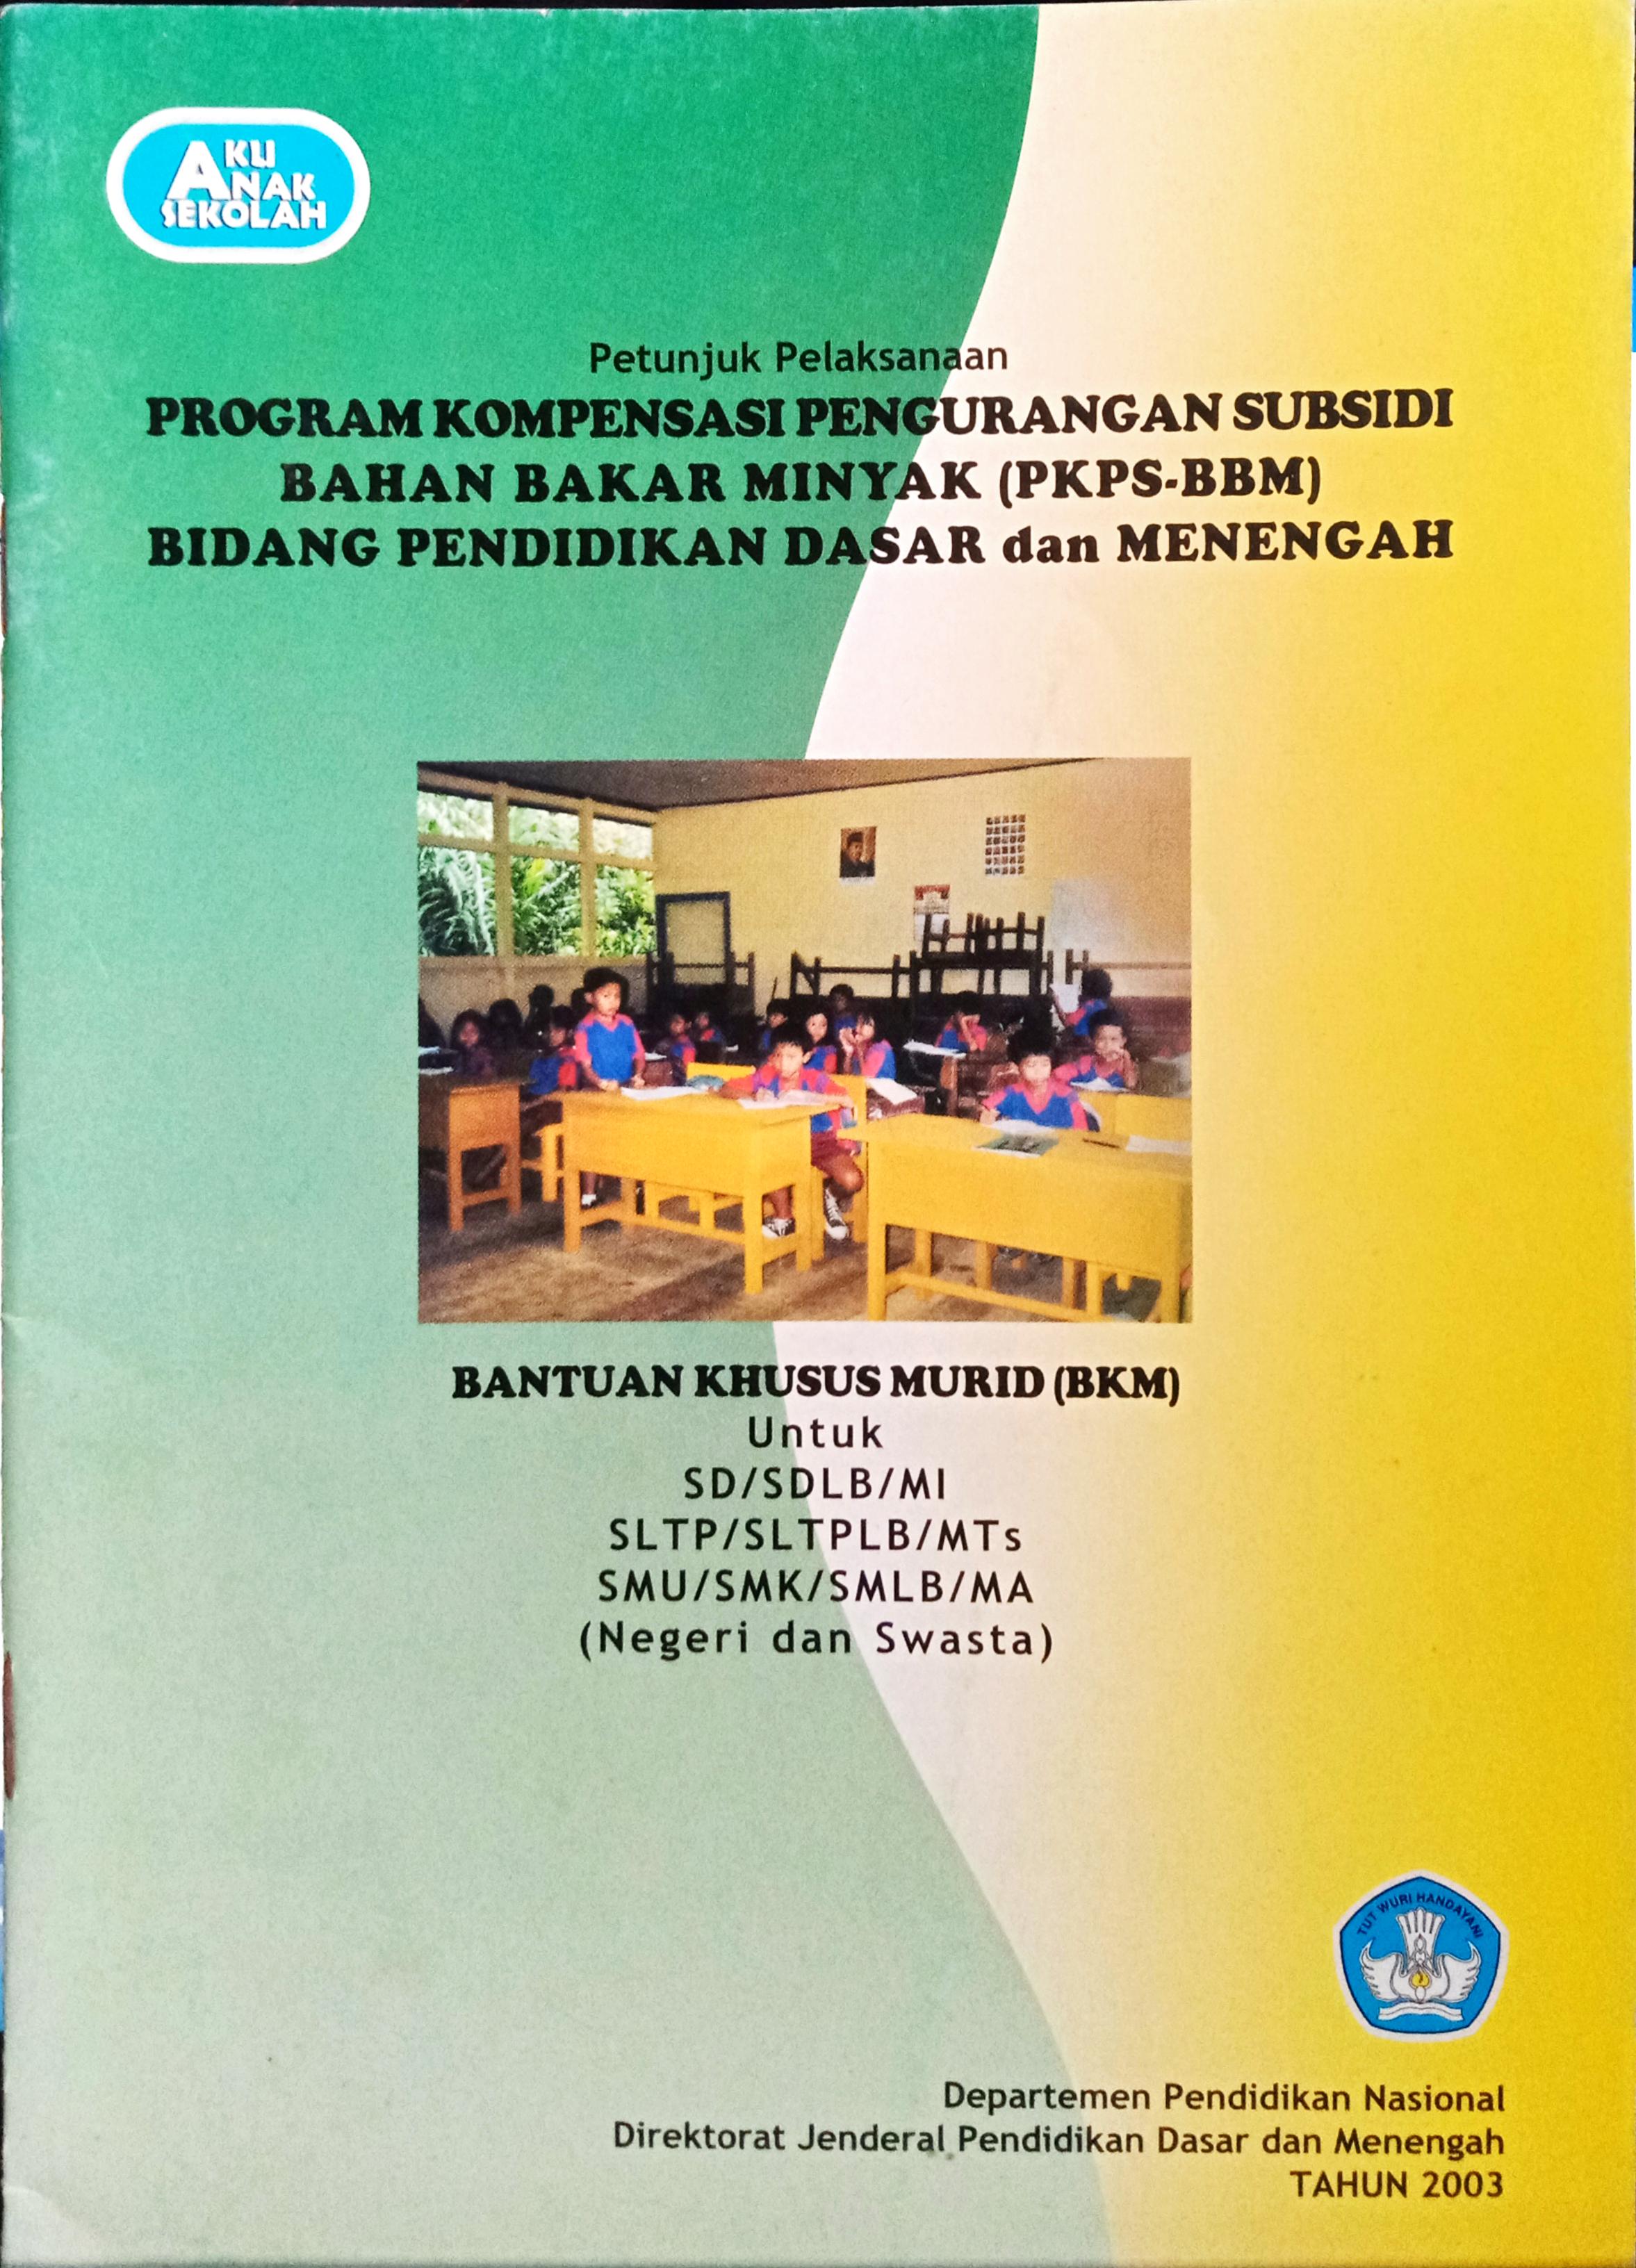 AKU
ANAK
SEKOLAH
Petunjuk Pelaksanaan
PROGRAM KOMPENSASI PENGURANGAN SUBSIDI
BAHAN BAKAR MINYAK (PKPS-BBM)
BIDANG PENDIDIKAN DASAR dan MENENGAH
BANTUAN KHUSUS MURID (BKM)
Untuk
SD/SDLB/MI
SLTP/SLTPLB/MTs
SMU/SMK/SMLB/MA
(Negeri dan Swasta)
TUT WURI HANDAYANI
Departemen Pendidikan Nasional
Direktorat Jenderal Pendidikan Dasar dan Menengah
TAHUN 2003